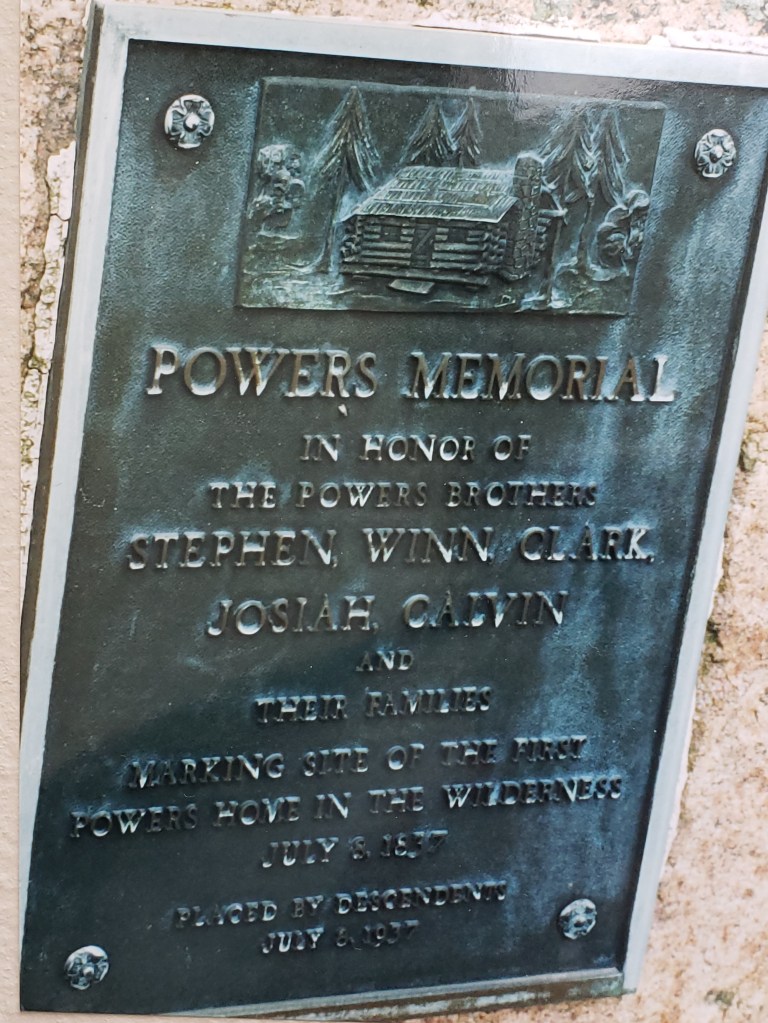 POWERS MEMORIAL
IN HONOR OF
THE POWERS BROTHERS
STEPHEN, WINN, CLARK,
JOSIAH, CALVIN
AND
THEIR FAMILIES
MARKING SITE OF THE FIRST
POWERS HOME IN THE WILDERNESS
JULY 8, 1837
PLACED BY DESCENDENTS
JULY 8, 1937